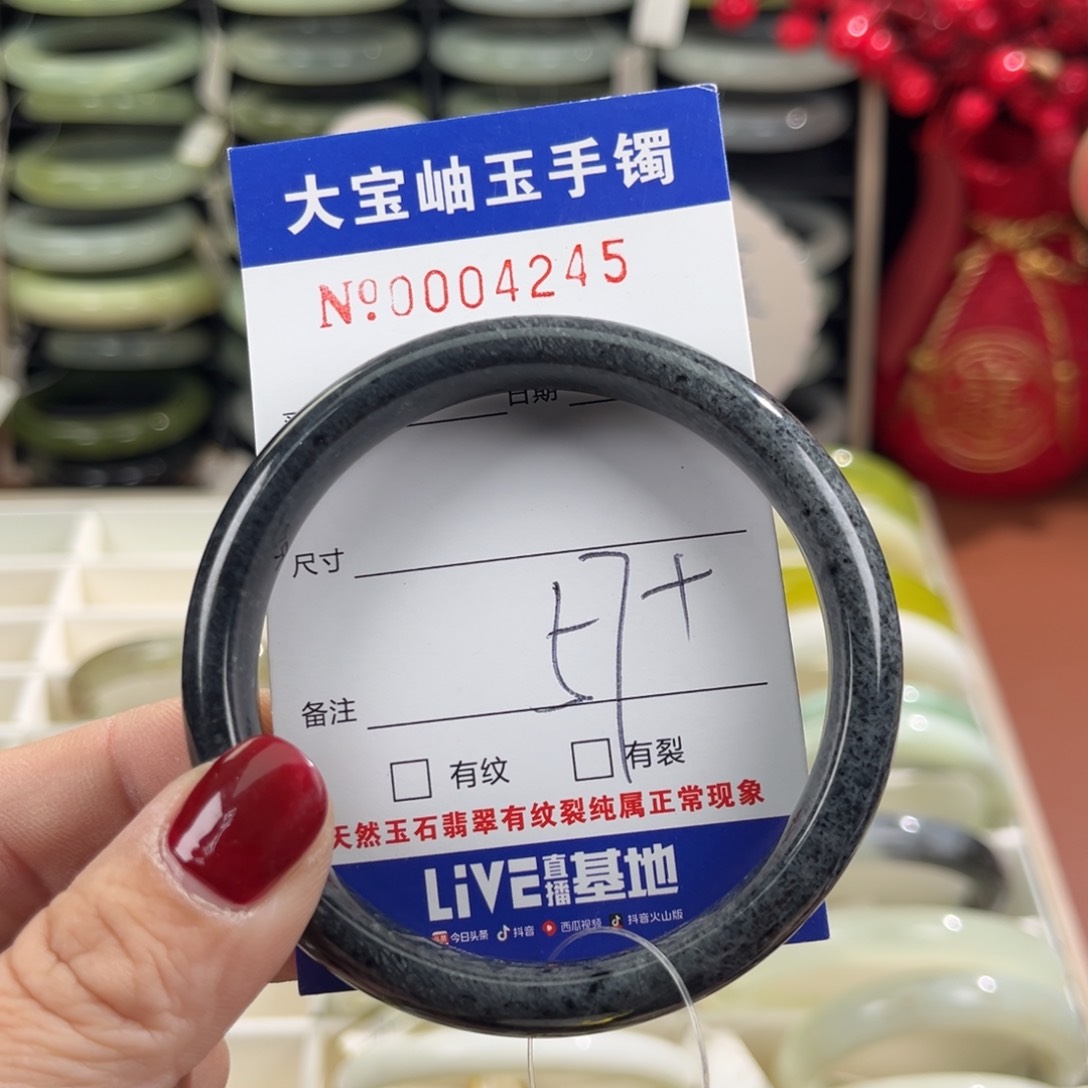 大宝岫玉手镯
Nº.0004245
日期
尺寸
57+
备注
有纹 有裂
天然玉石翡翠有纹裂纯属正常现象
LiVE直播基地
今日头条 抖音 西瓜视频 抖音火山版